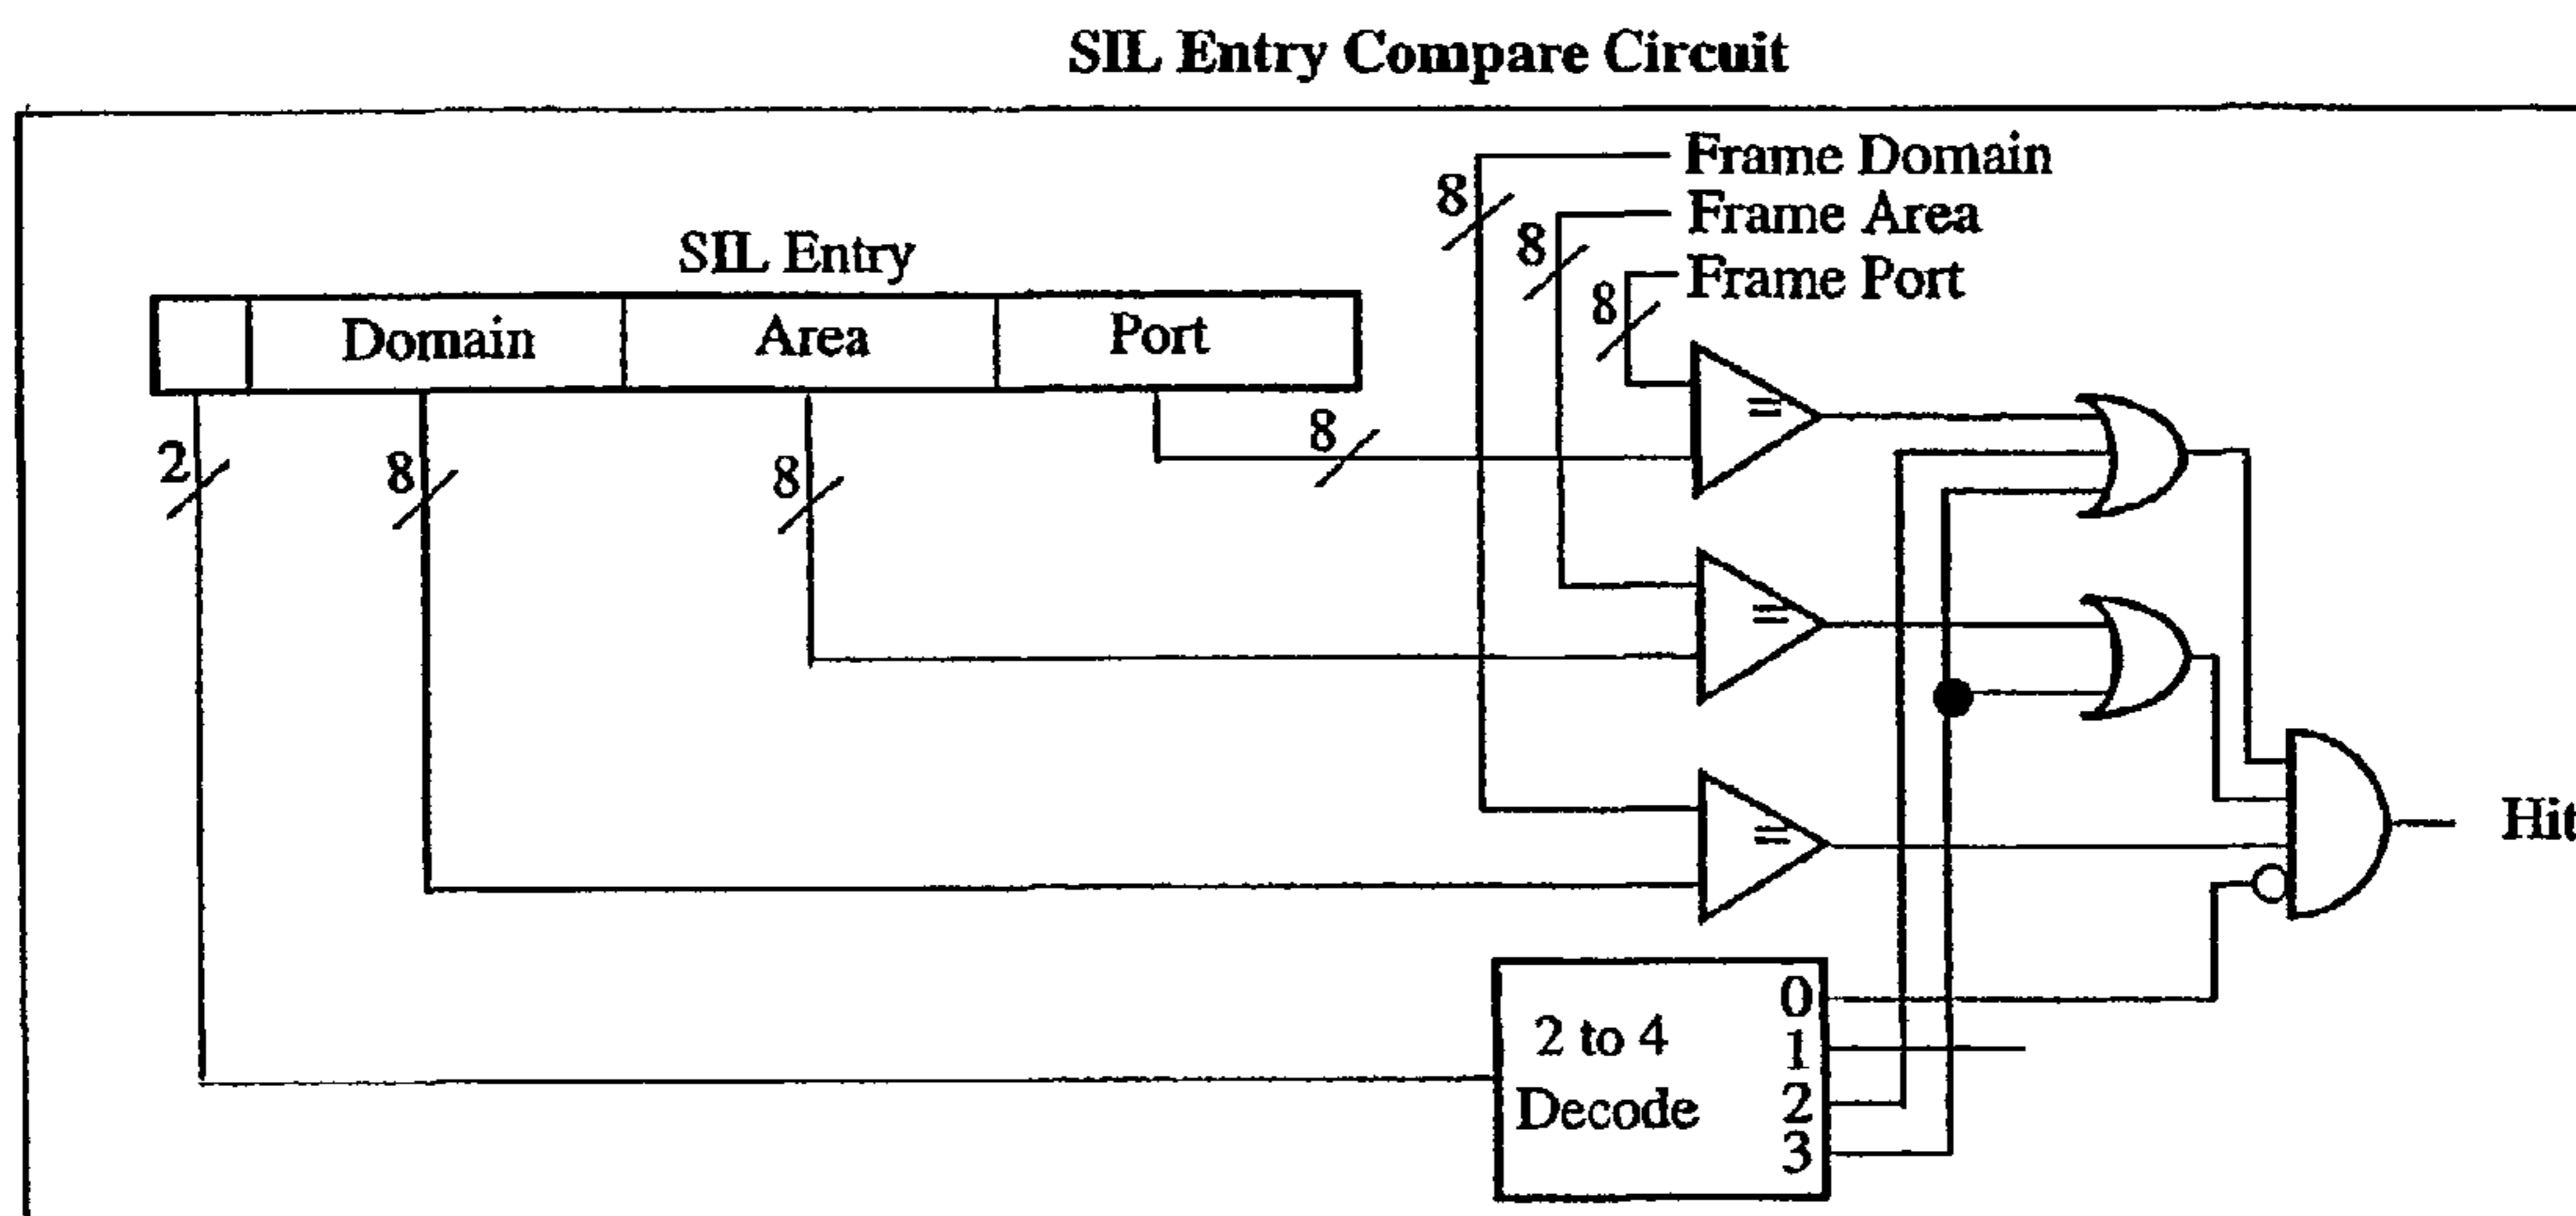 SIL Entry Compare Circuit
Frame Domain
8
Frame Area
8
SIL Entry
Frame Port
8
Domain
Area
Port
8
2
8
8
=
=
=
Hit
0
2 to 4
1
Decode
2
3